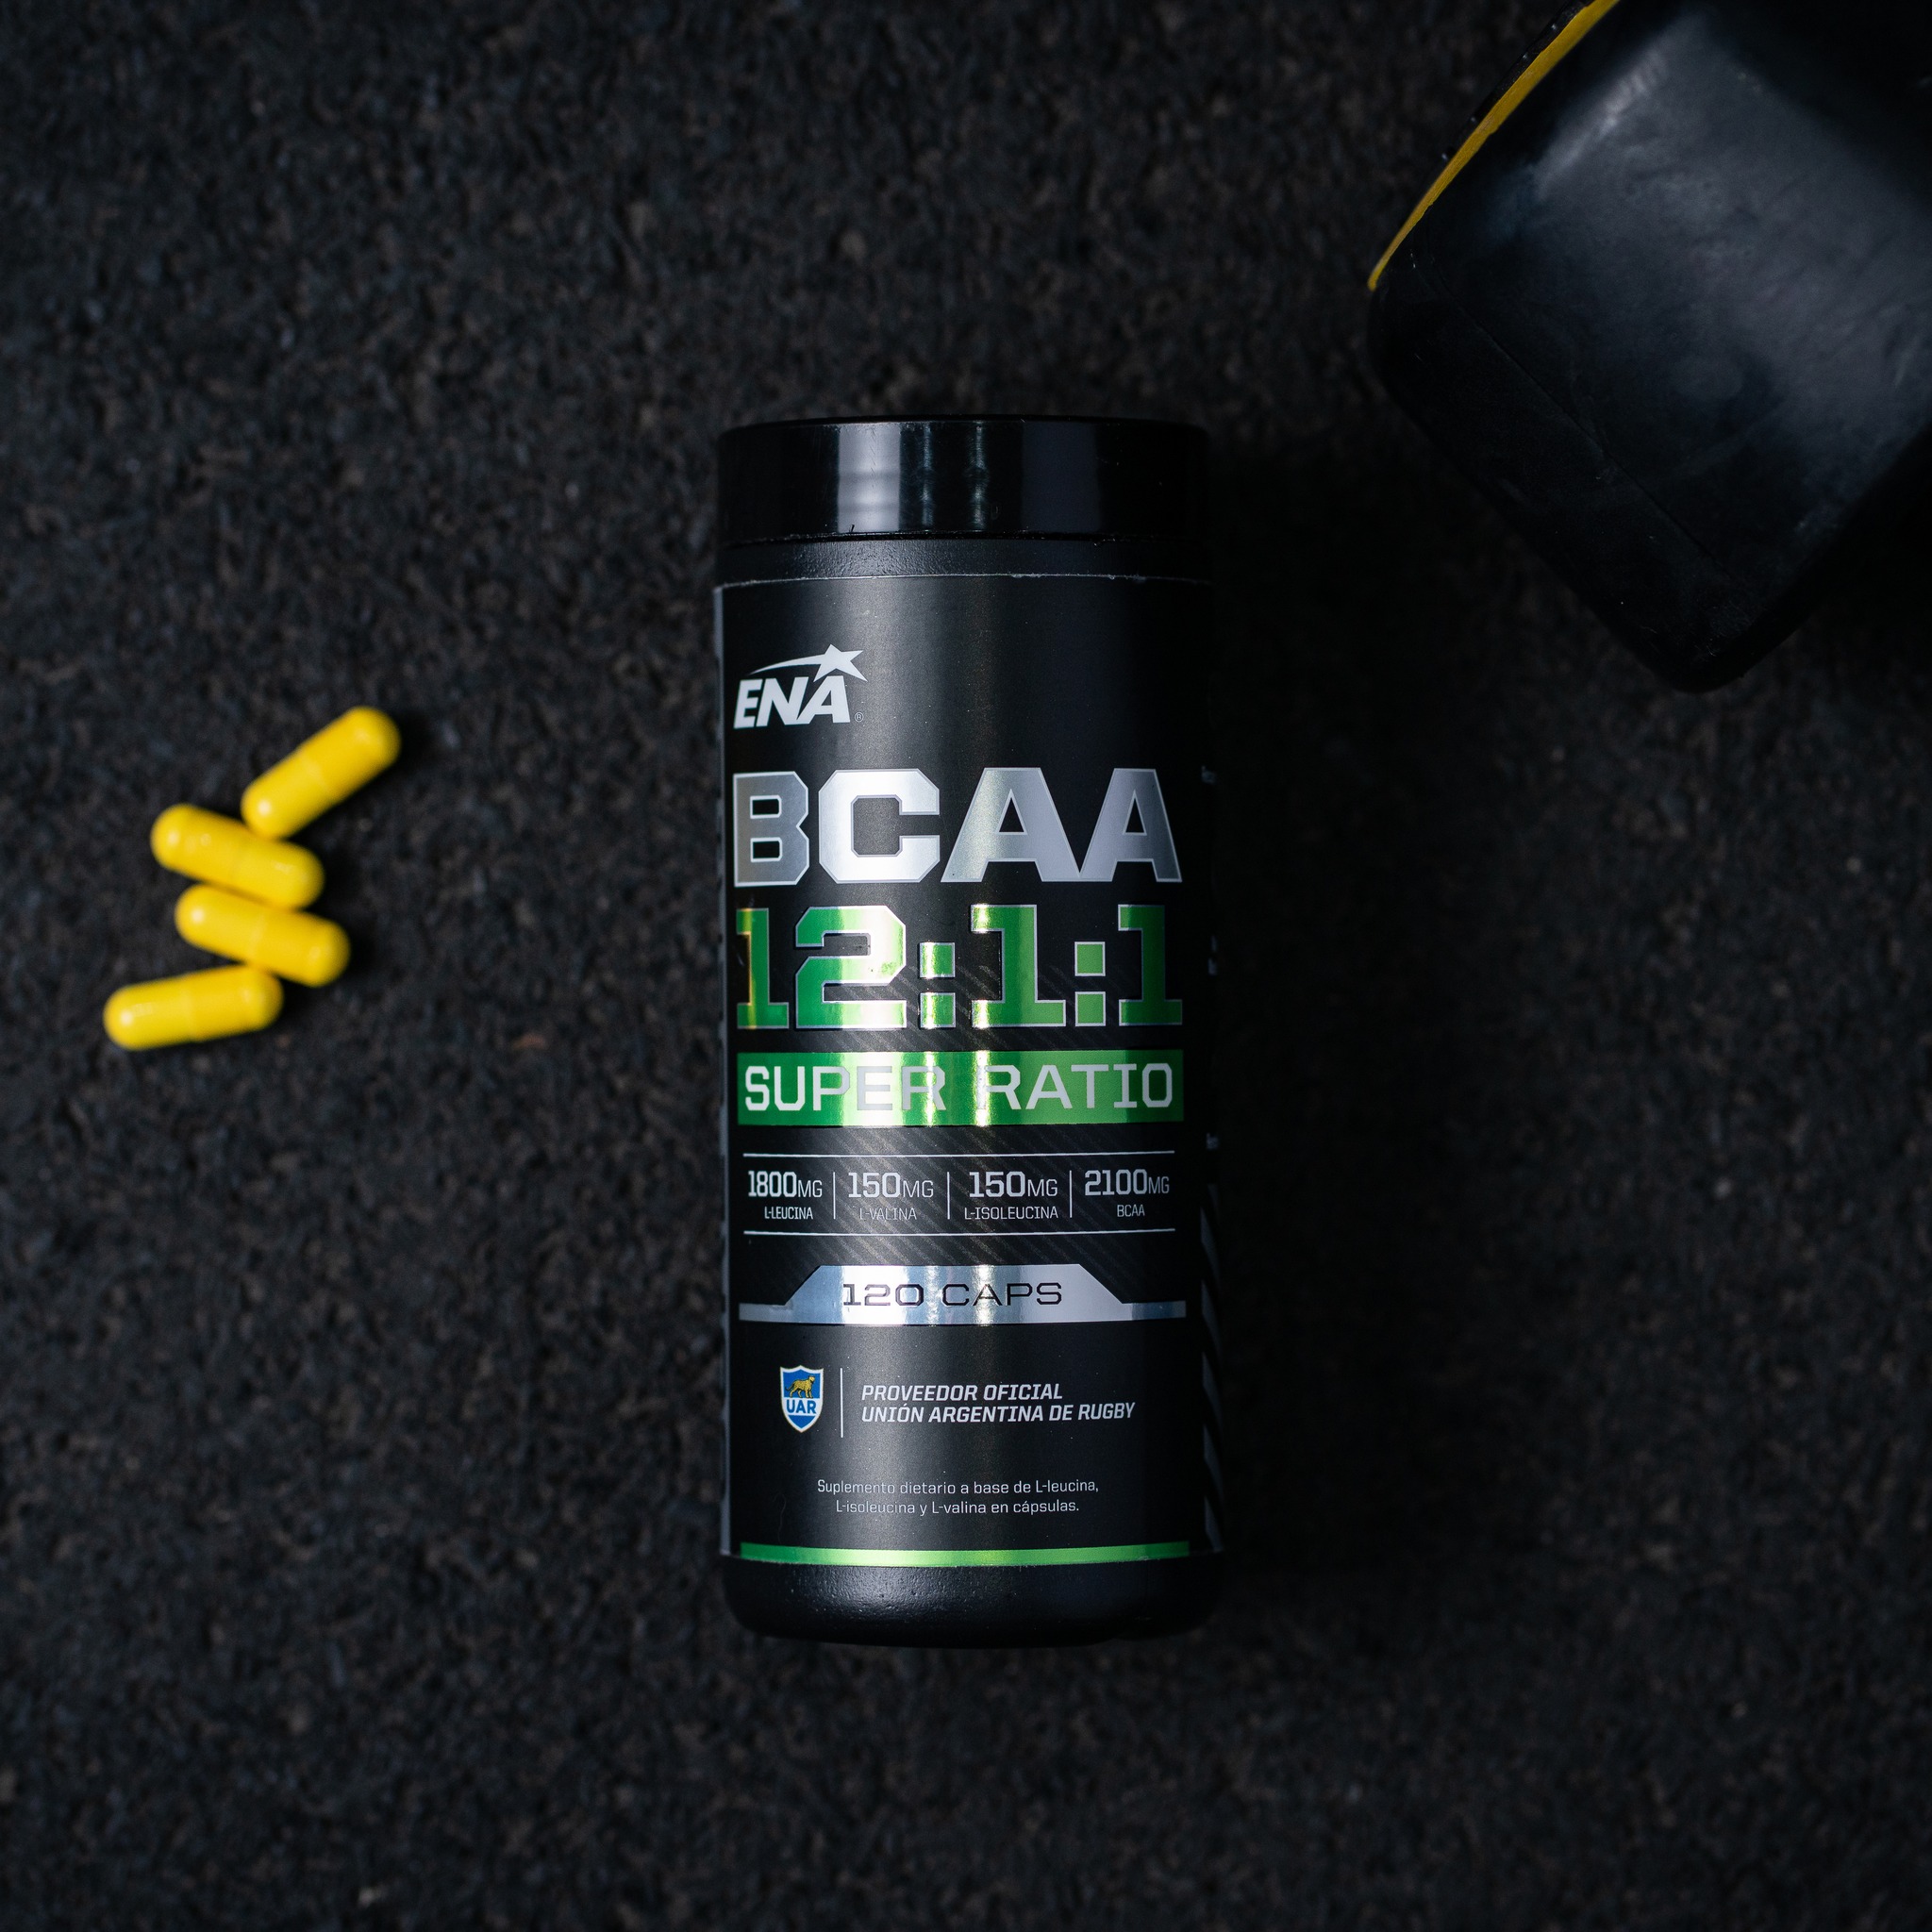 ENA®
BCAA
12:1:1
SUPER RATIO
1800MG 150MG 150MG 2100MG
L-LEUCINA L-VALINA L-ISOLEUCINA BCAA
120 CAPS
UAR
PROVEEDOR OFICIAL
UNIÓN ARGENTINA DE RUGBY
Suplemento dietario a base de L-leucina,
L-isoleucina y L-valina en cápsulas.